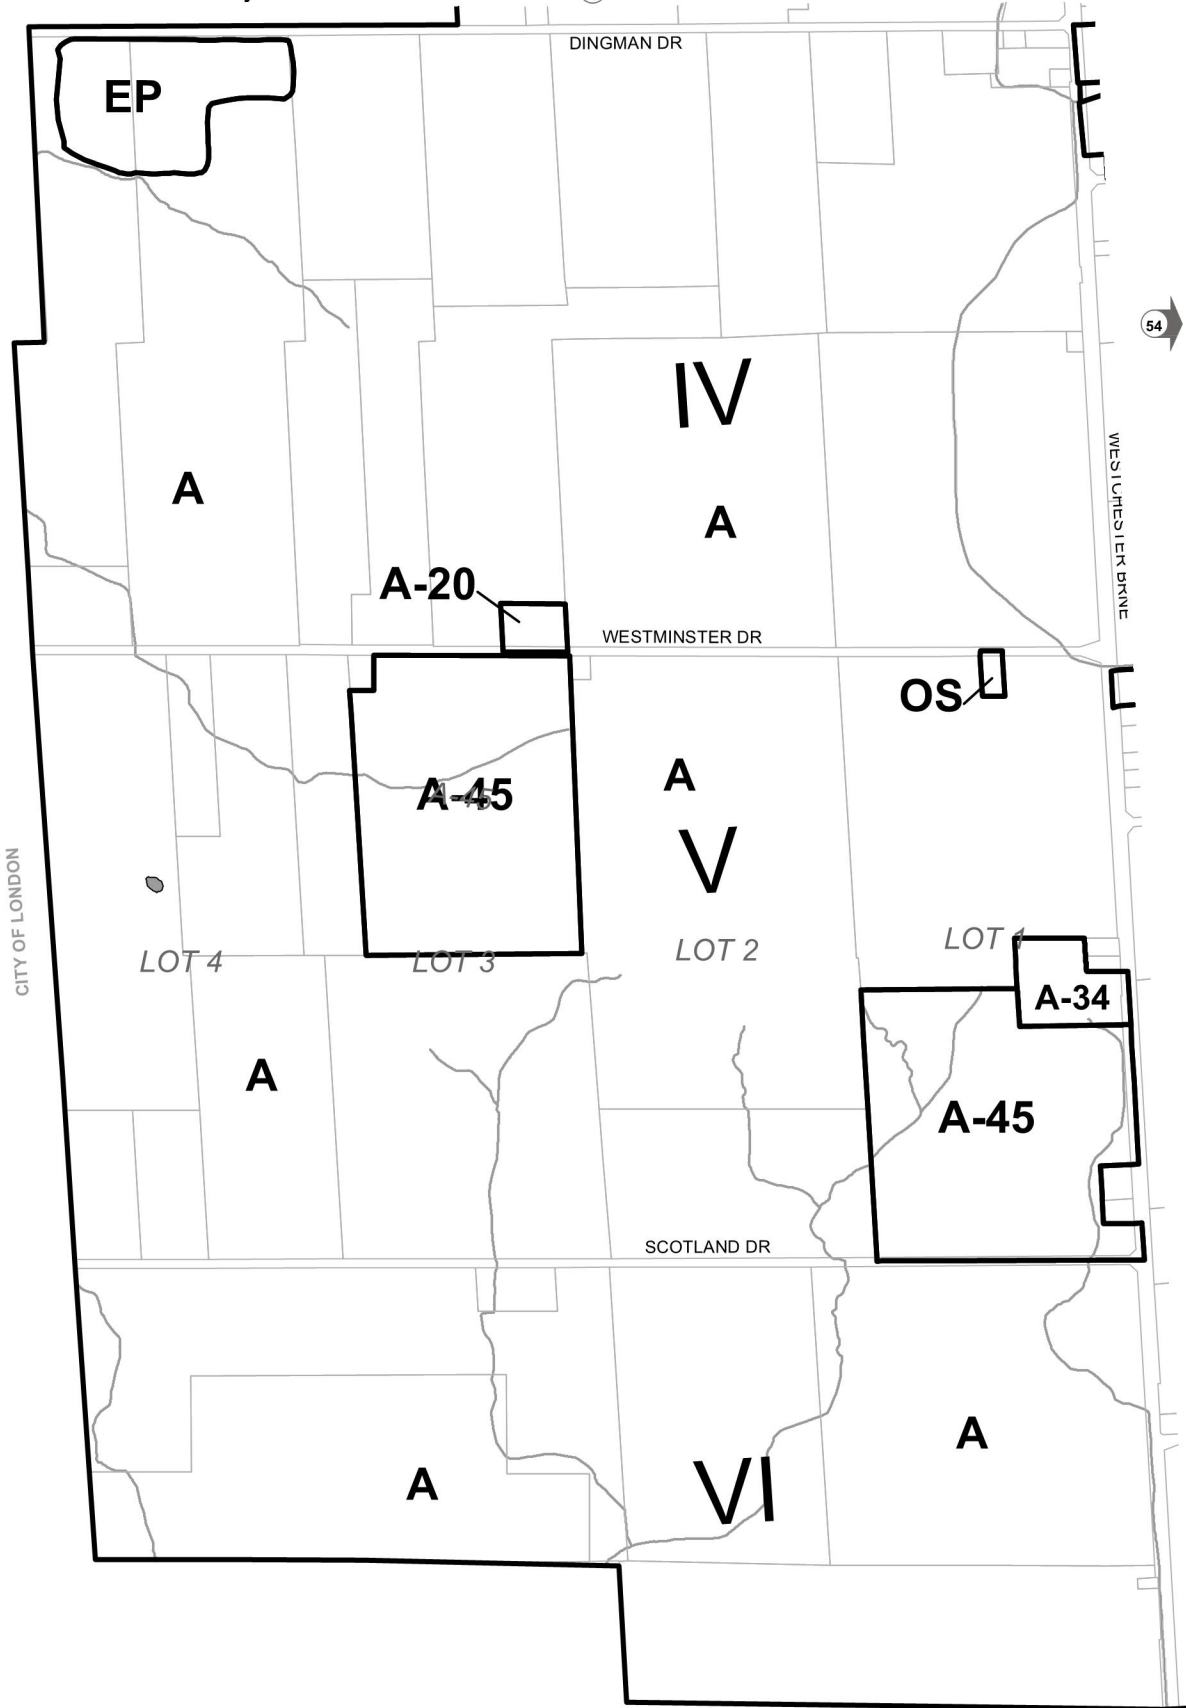 DINGMAN DR
EP
54
IV
A
A
WESTCHESTER BRNE
A-20
WESTMINSTER DR
OS
A
A-45
A-45
V
CITY OF LONDON
LOT 4
LOT 3
LOT 2
LOT 1
A-34
A
A-45
SCOTLAND DR
A
A
VI